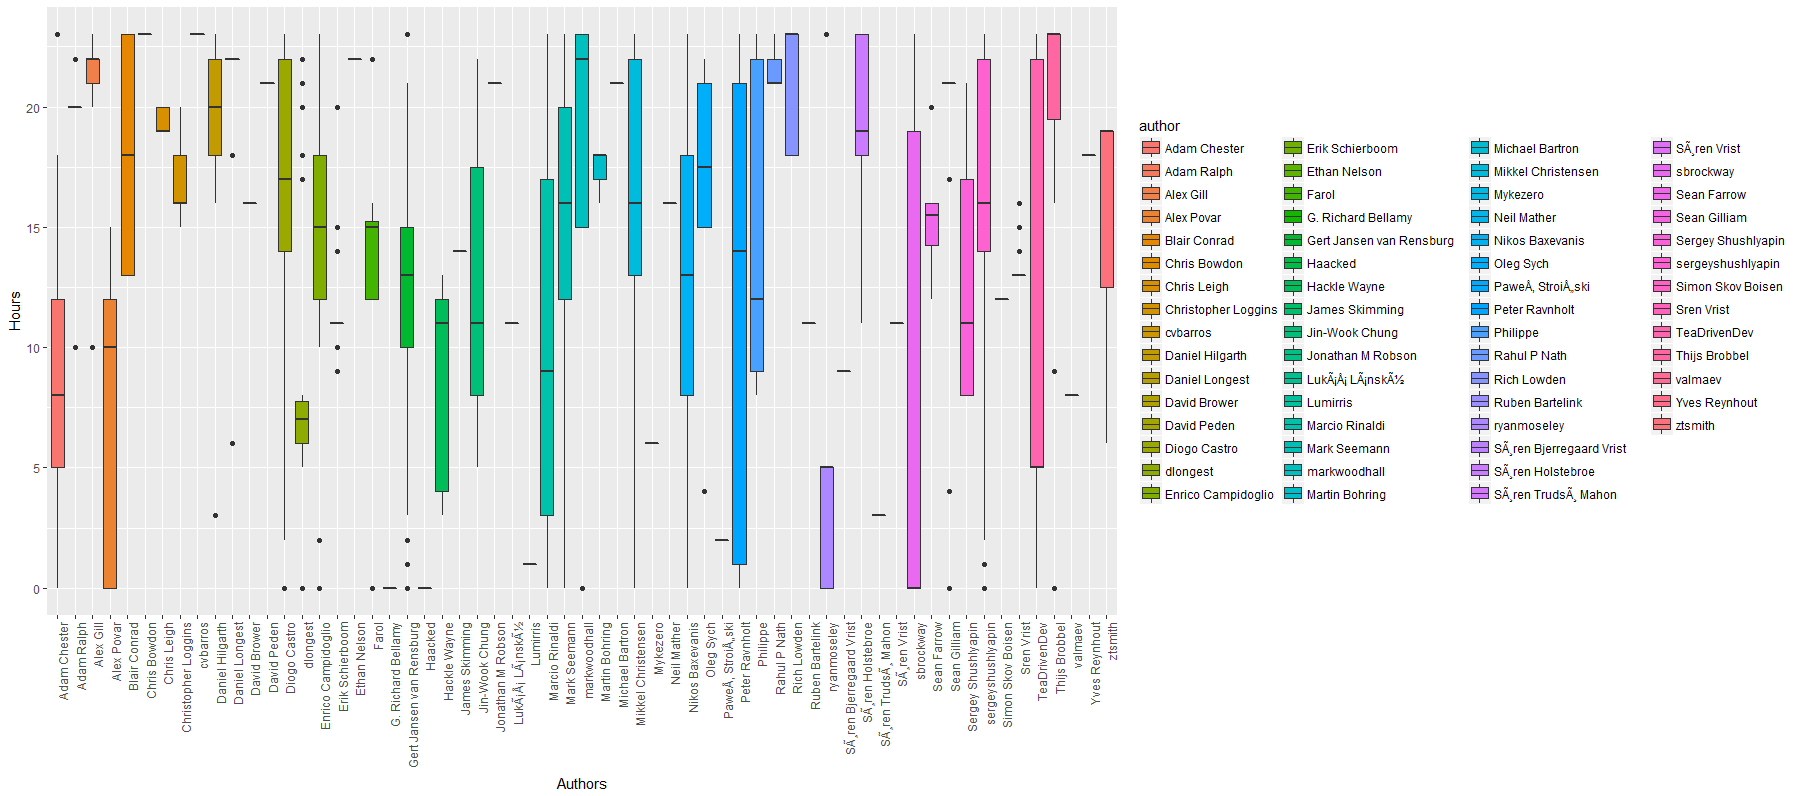 Hours
20
15
10
5
0
Adam Chester
Adam Ralph
Alex Gill
Alex Povar
Blair Conrad
Chris Bowdon
Chris Leigh
Christopher Loggins
cvbarros
Daniel Hilgarth
Daniel Longest
David Brower
David Peden
Diogo Castro
dlongest
Enrico Campidoglio
Erik Schierboom
Ethan Nelson
Farol
G. Richard Bellamy
Gert Jansen van Rensburg
Haacked
Hackle Wayne
James Skimming
Jin-Wook Chung
Jonathan M Robson
LukÃ¡Å¡ LÃ¡nskÃ½
Lumirris
Marcio Rinaldi
Mark Seemann
markwoodhall
Martin Bohring
Michael Bartron
Mikkel Christensen
Mykezero
Neil Mather
Nikos Baxevanis
Oleg Sych
PaweÅ‚ StroiÅ„ski
Peter Ravnholt
Philippe
Rahul P Nath
Rich Lowden
Ruben Bartelink
ryanmoseley
SÃ¸ren Bjerregaard Vrist
SÃ¸ren Holstebroe
SÃ¸ren TrudsÃ¸ Mahon
SÃ¸ren Vrist
sbrockway
Sean Farrow
Sean Gilliam
Sergey Shushlyapin
sergeyshushlyapin
Simon Skov Boisen
Sren Vrist
TeaDrivenDev
Thijs Brobbel
valmaev
Yves Reynhout
ztsmith
Authors
author
Adam Chester
Adam Ralph
Alex Gill
Alex Povar
Blair Conrad
Chris Bowdon
Chris Leigh
Christopher Loggins
cvbarros
Daniel Hilgarth
Daniel Longest
David Brower
David Peden
Diogo Castro
dlongest
Enrico Campidoglio
Erik Schierboom
Ethan Nelson
Farol
G. Richard Bellamy
Gert Jansen van Rensburg
Haacked
Hackle Wayne
James Skimming
Jin-Wook Chung
Jonathan M Robson
LukÃ¡Å¡ LÃ¡nskÃ½
Lumirris
Marcio Rinaldi
Mark Seemann
markwoodhall
Martin Bohring
Michael Bartron
Mikkel Christensen
Mykezero
Neil Mather
Nikos Baxevanis
Oleg Sych
PaweÅ‚ StroiÅ„ski
Peter Ravnholt
Philippe
Rahul P Nath
Rich Lowden
Ruben Bartelink
ryanmoseley
SÃ¸ren Bjerregaard Vrist
SÃ¸ren Holstebroe
SÃ¸ren TrudsÃ¸ Mahon
SÃ¸ren Vrist
sbrockway
Sean Farrow
Sean Gilliam
Sergey Shushlyapin
sergeyshushlyapin
Simon Skov Boisen
Sren Vrist
TeaDrivenDev
Thijs Brobbel
valmaev
Yves Reynhout
ztsmith